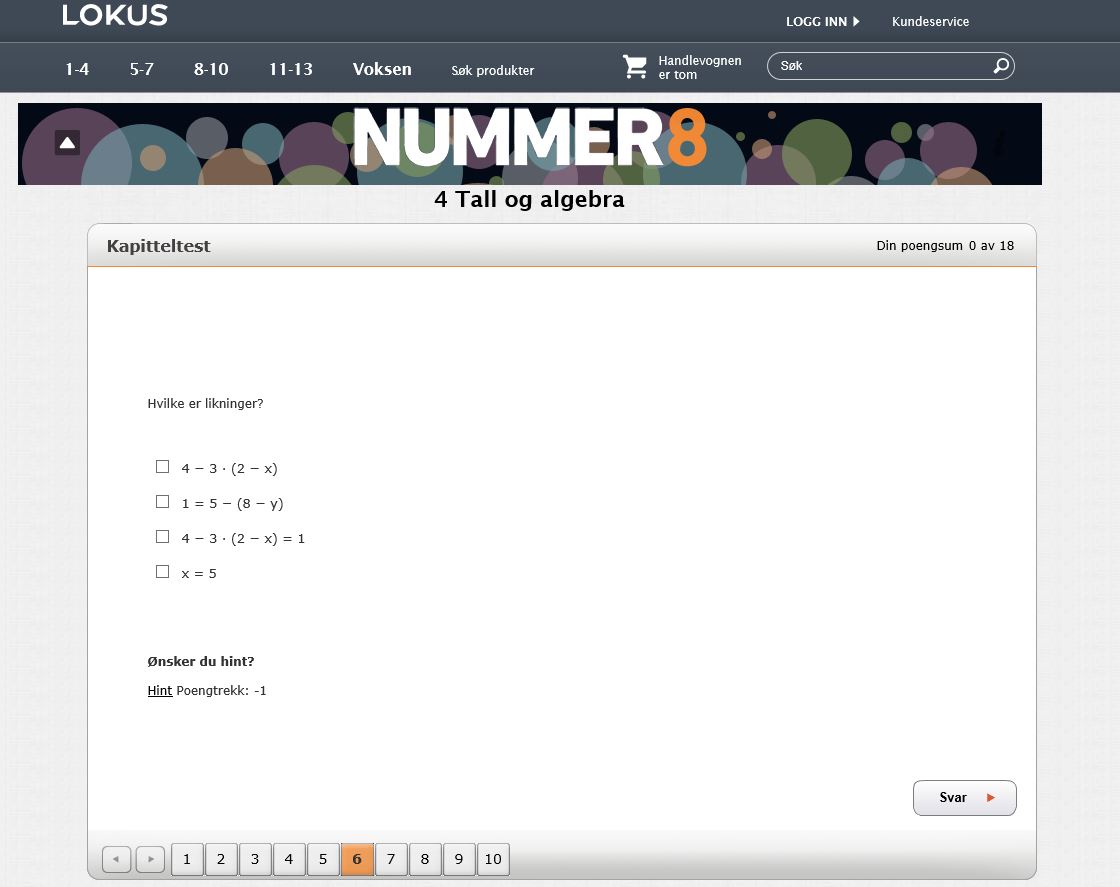 LOKUS
LOGG INN
Kundeservice
1-4
5-7
8-10
11-13
Voksen
Søk produkter
Handlevognen
er tom
Søk
NUMMER8
4 Tall og algebra
Kapitteltest
Din poengsum 0 av 18
Hvilke er likninger?
4 − 3 · (2 − x)
1 = 5 − (8 − y)
4 − 3 · (2 − x) = 1
x = 5
Ønsker du hint?
Hint Poengtrekk: -1
Svar
1 2 3 4 5 6 7 8 9 10